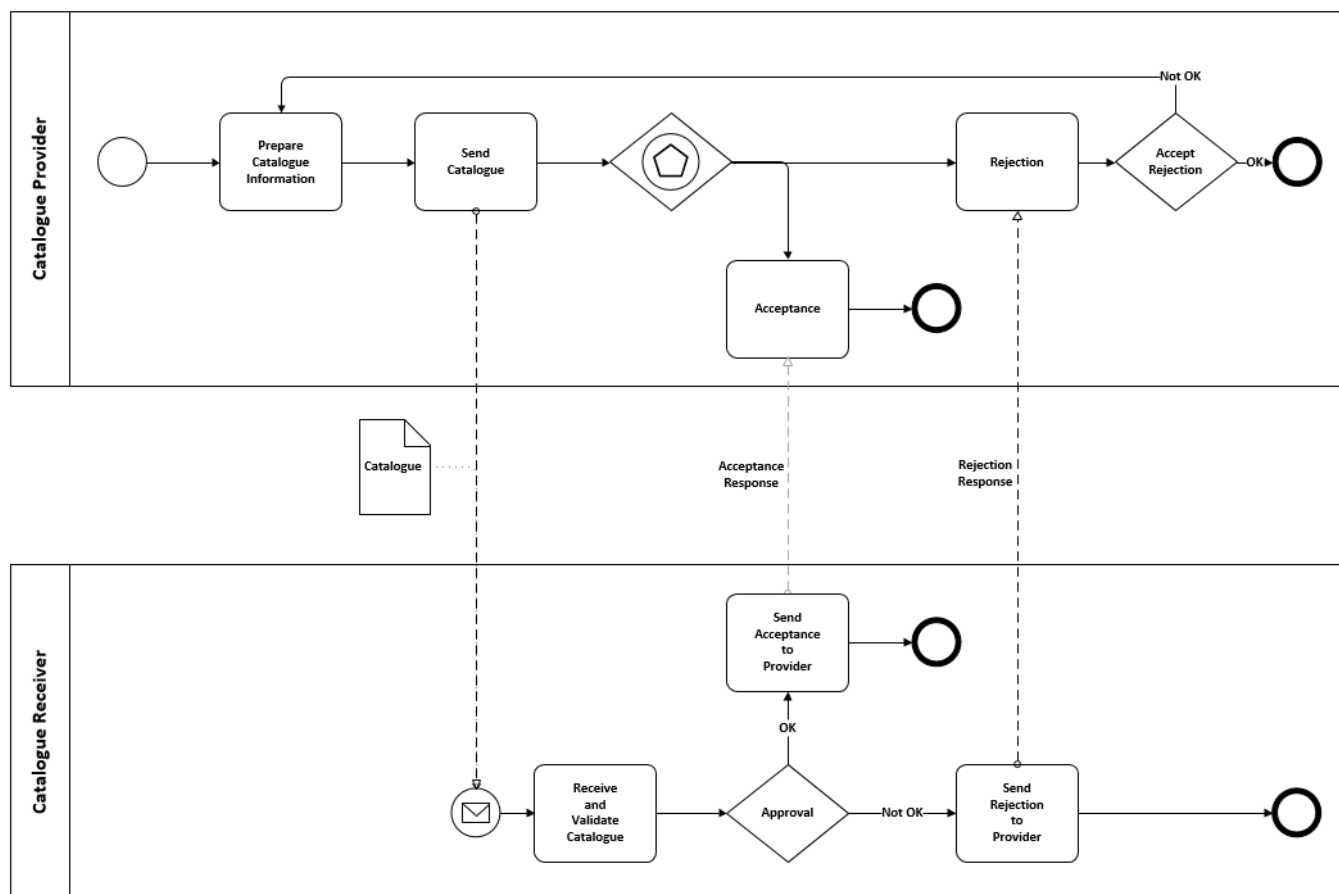 Catalogue Provider
Not OK
Prepare
Catalogue
Information
Send
Catalogue
Rejection
Accept
Rejection
OK
Acceptance
Catalogue
Acceptance
Response
Rejection
Response
Catalogue Receiver
Send
Acceptance
to
Provider
OK
Receive
and
Validate
Catalogue
Approval
Not OK
Send
Rejection
to
Provider